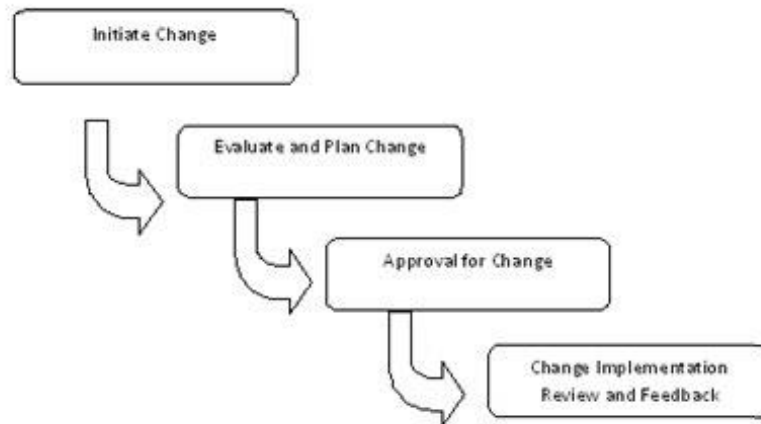 Initiate Change
Evaluate and Plan Change
Approval for Change
Change Implementation
Review and Feedback